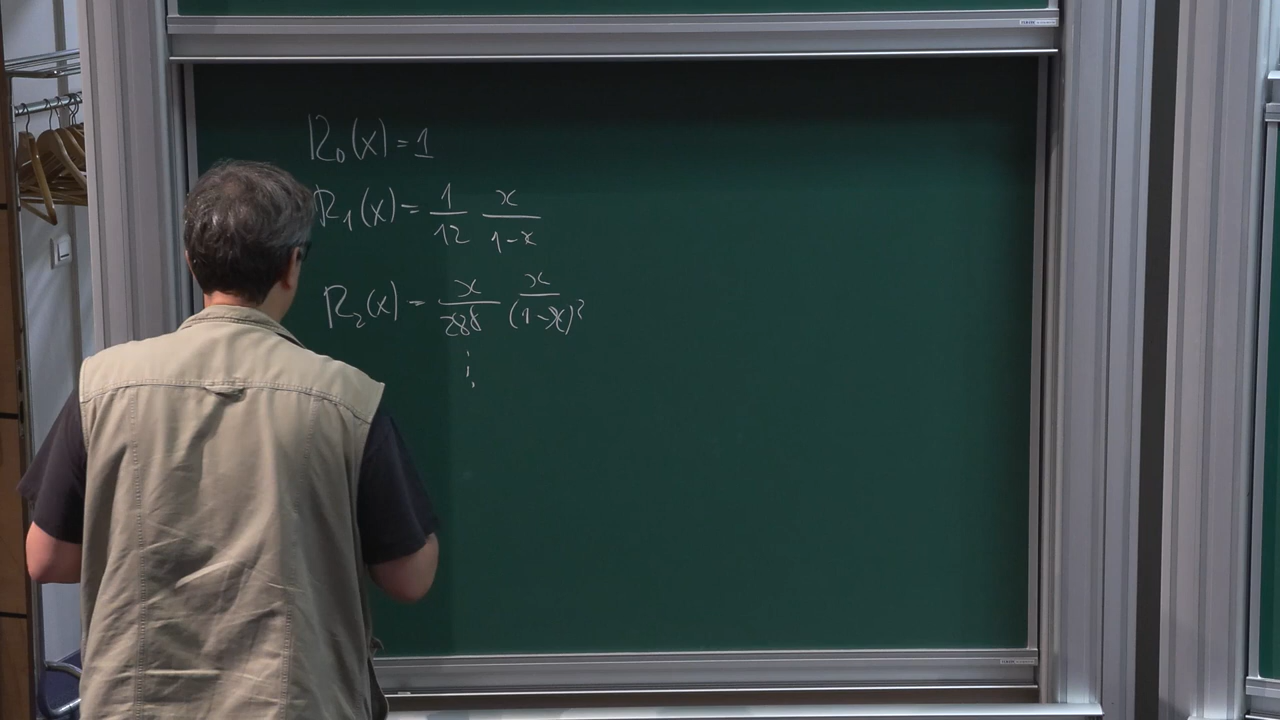 R₀(x) = 1
R₁(x) = 1/12 x/(1-x)
R₂(x) = x/288 x/(1-x)²
⋮